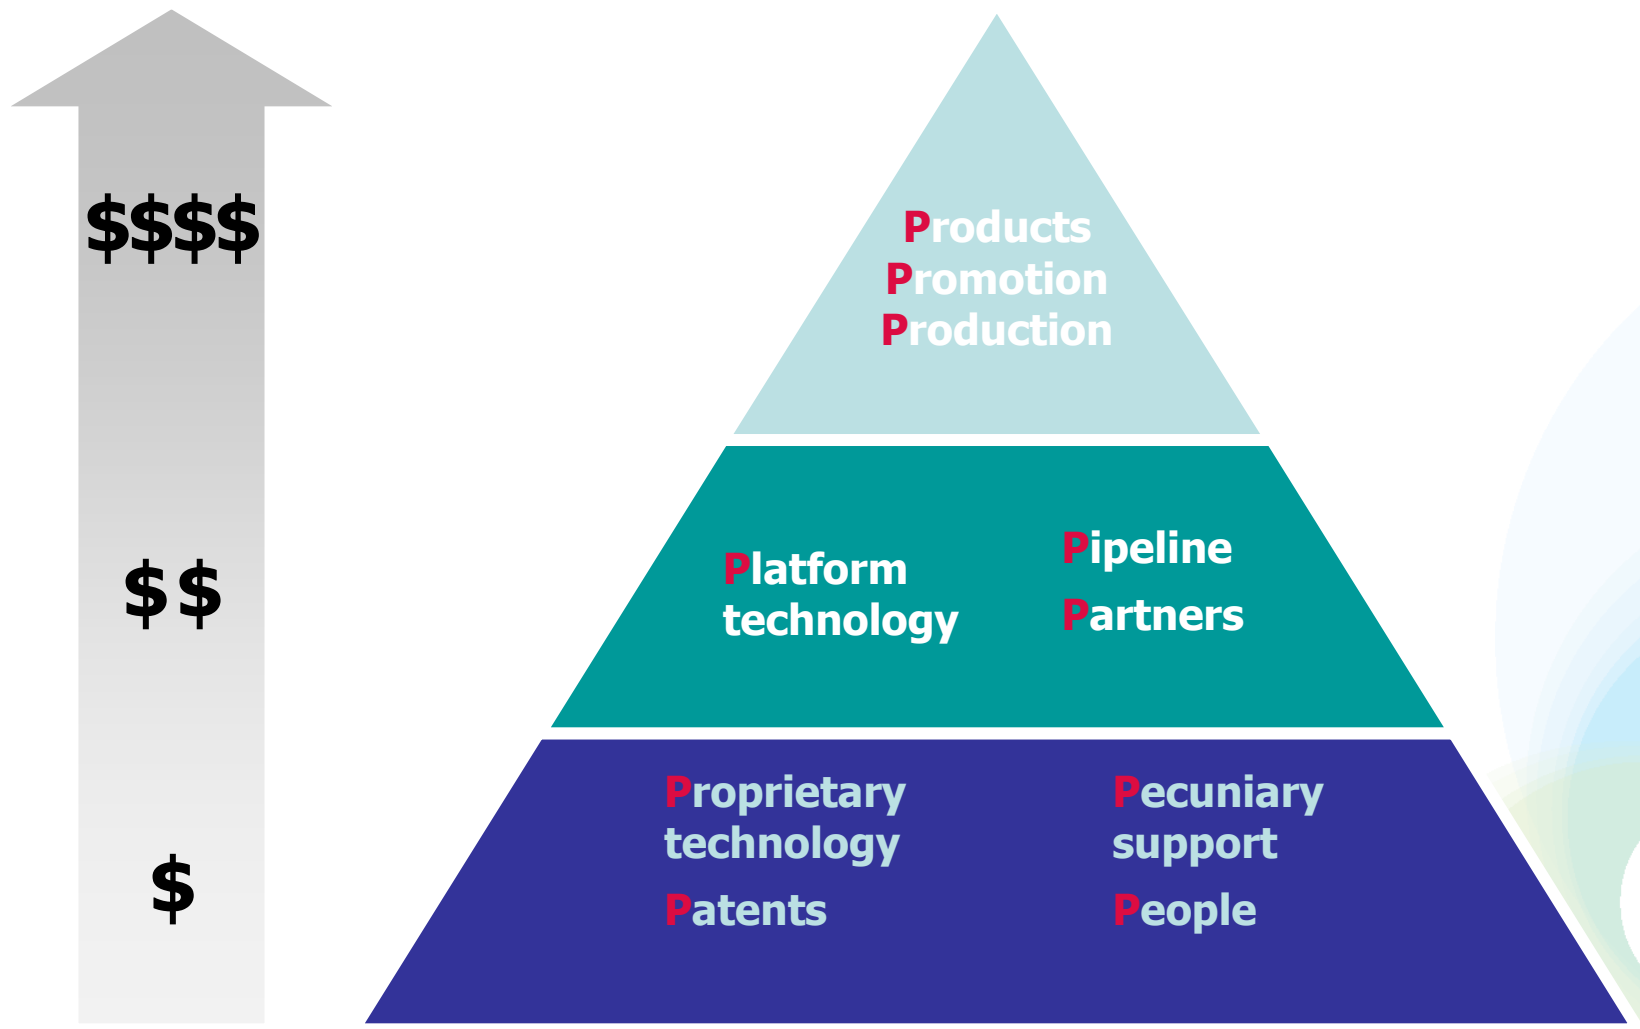 $$$$
Products
Promotion
Production
$$
Platform
technology
Pipeline
Partners
$
Proprietary
technology
Patents
Pecuniary
support
People